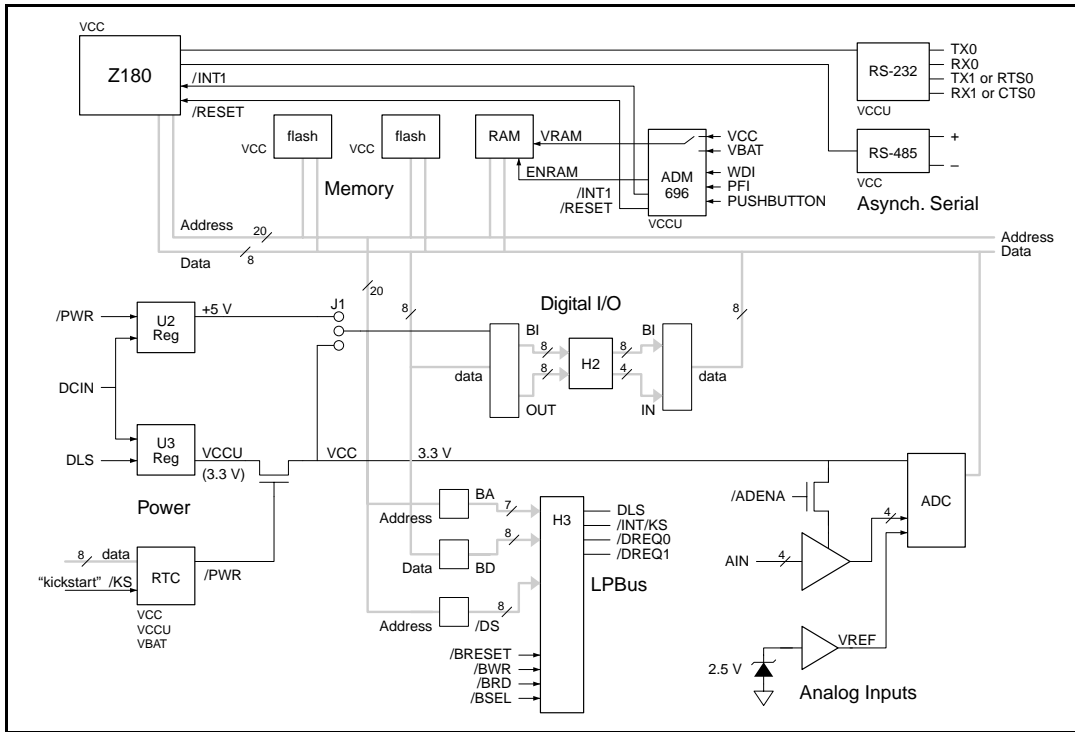 VCC
Z180
/INT1
/RESET
flash
VCC
flash
VCC
RAM
VRAM
ENRAM
/INT1
/RESET
ADM
696
VCCU
VCC
VBAT
WDI
PFI
PUSHBUTTON
RS-232
VCCU
TX0
RX0
TX1 or RTS0
RX1 or CTS0
RS-485
VCC
+
–
Asynch. Serial
Memory
Address
20
Data
8
Address
Data
20
8
8
/PWR
U2
Reg
+5 V
J1
DCIN
DLS
U3
Reg
VCCU
(3.3 V)
VCC
3.3 V
Power
Digital I/O
data
BI
8
8
OUT
H2
8
4
BI
IN
data
8
data
"kickstart" /KS
RTC
/PWR
VCC
VCCU
VBAT
Address
BA
7
Data
BD
8
Address
/DS
8
H3
DLS
/INT/KS
/DREQ0
/DREQ1
LPBus
/BRESET
/BWR
/BRD
/BSEL
/ADENA
ADC
4
AIN
4
VREF
2.5 V
Analog Inputs